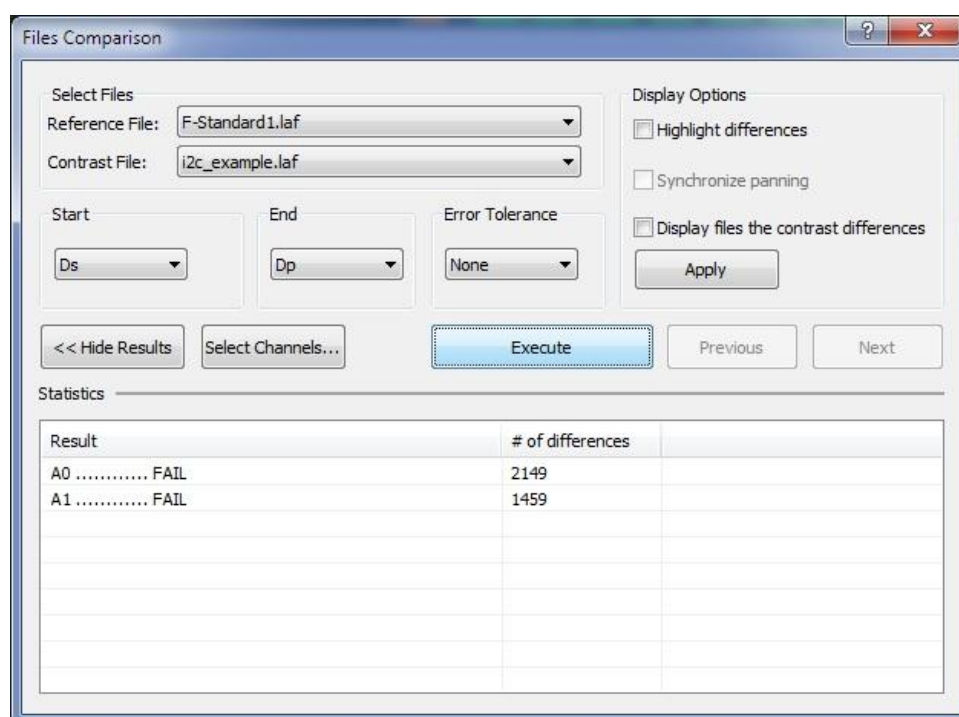 Files Comparison
Select Files
Reference File: F-Standard1.laf
Contrast File: i2c_example.laf
Start
Ds
End
Dp
Error Tolerance
None
Display Options
Highlight differences
Synchronize panning
Display files the contrast differences
Apply
<< Hide Results
Select Channels...
Execute
Previous
Next
Statistics
Result # of differences
A0 ............ FAIL 2149
A1 ............ FAIL 1459